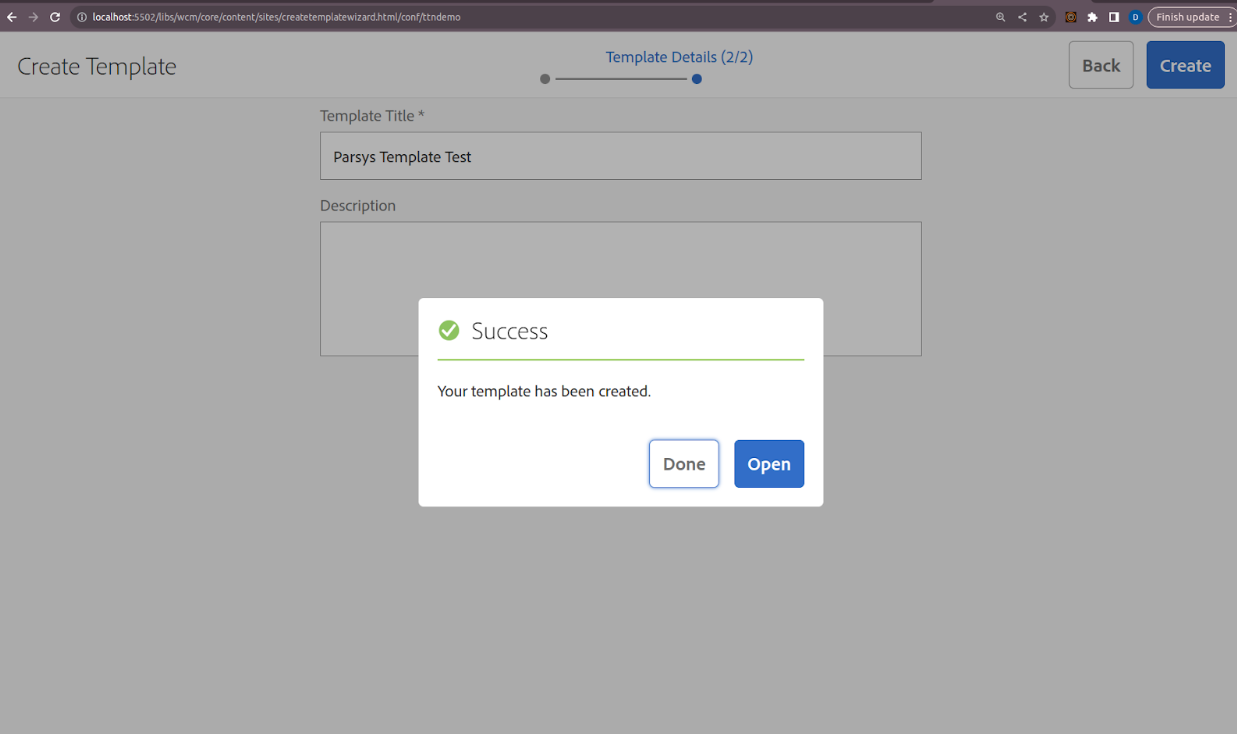 localhost:5502/libs/wcm/core/content/sites/createtemplatewizard.html/conf/ttndemo
D
Finish update
Create Template
Template Details (2/2)
Back
Create
Template Title *
Parsys Template Test
Description
Success
Your template has been created.
Done
Open